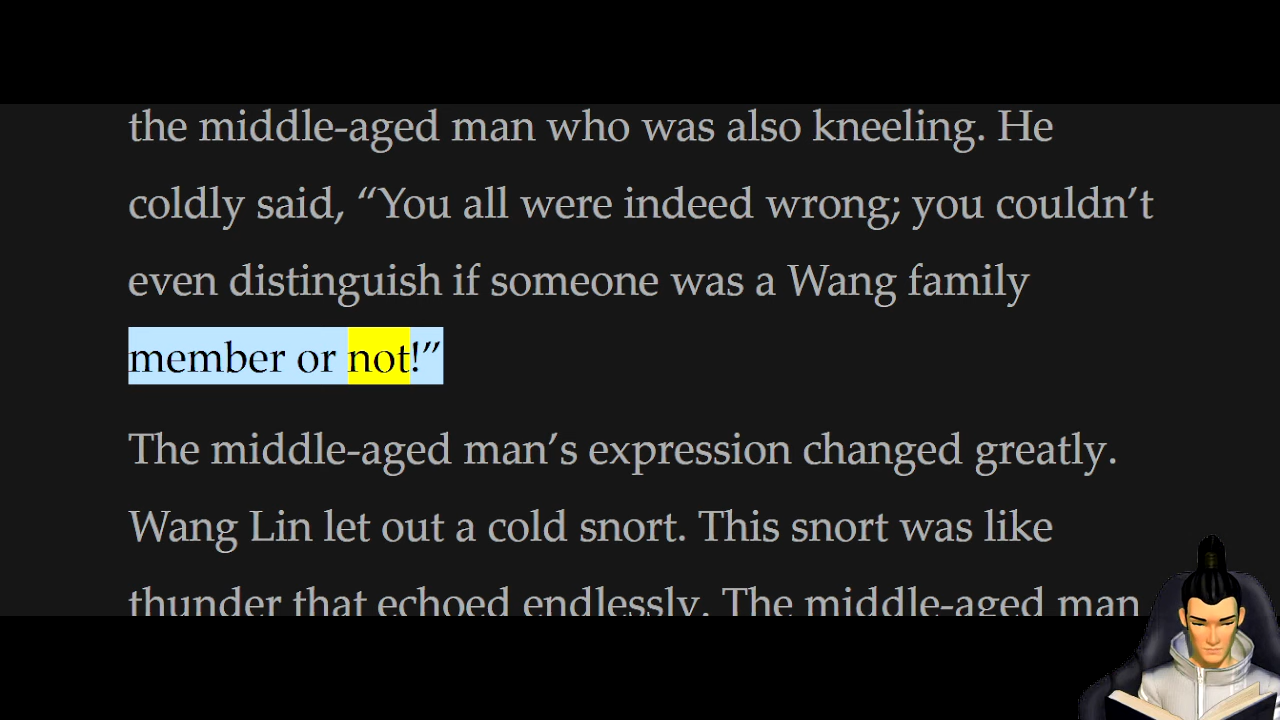 the middle-aged man who was also kneeling. He
coldly said, “You all were indeed wrong; you couldn’t
even distinguish if someone was a Wang family
member or not!”
The middle-aged man’s expression changed greatly.
Wang Lin let out a cold snort. This snort was like
thunder that echoed endlessly. The middle-aged man